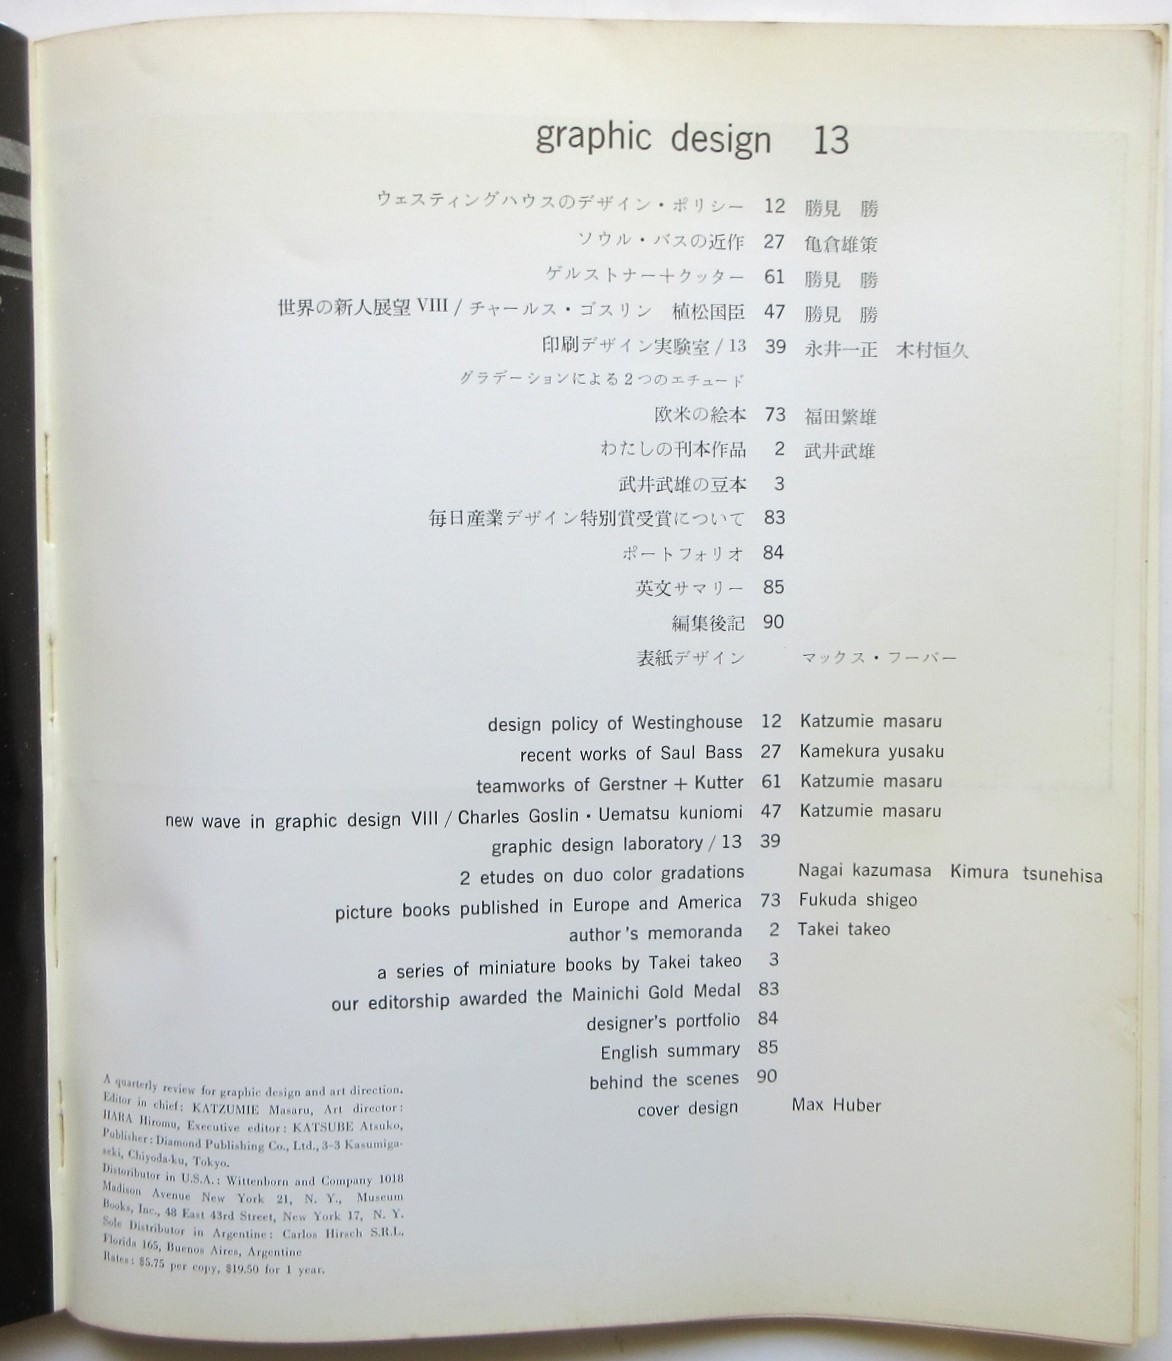 graphic design 13
ウェスティングハウスのデザイン・ポリシー 12 勝見 勝
ソウル・バスの近作 27 亀倉雄策
ゲルストナー＋クッター 61 勝見 勝
世界の新人展望 VIII / チャールス・ゴスリン 植松国臣 47 勝見 勝
印刷デザイン実験室 / 13 39 永井一正 木村恒久
グラデーションによる2つのエチュード
欧米の絵本 73 福田繁雄
わたしの刊本作品 2 武井武雄
武井武雄の豆本 3
毎日産業デザイン特別賞受賞について 83
ポートフォリオ 84
英文サマリー 85
編集後記 90
表紙デザイン マックス・フーバー
design policy of Westinghouse 12 Katzumie masaru
recent works of Saul Bass 27 Kamekura yusaku
teamworks of Gerstner + Kutter 61 Katzumie masaru
new wave in graphic design VIII / Charles Goslin・Uematsu kuniomi 47 Katzumie masaru
graphic design laboratory / 13 39
2 etudes on duo color gradations Nagai kazumasa Kimura tsunehisa
picture books published in Europe and America 73 Fukuda shigeo
author's memoranda 2 Takei takeo
a series of miniature books by Takei takeo 3
our editorship awarded the Mainichi Gold Medal 83
designer's portfolio 84
English summary 85
behind the scenes 90
cover design Max Huber
A quarterly review for graphic design and art direction.
Editor in chief: KATZUMIE Masaru, Art director:
HARA Hiromu, Executive editor: KATSUBE Atsuko,
Publisher: Diamond Publishing Co., Ltd., 3-3 Kasumiga-
seki, Chiyoda-ku, Tokyo.
Distoributor in U.S.A.: Wittenborn and Company 1018
Madison Avenue New York 21, N. Y., Museum
Books, Inc., 48 East 43rd Street, New York 17, N. Y.
Sole Distributor in Argentine: Carlos Hirsch S.R.L.
Florida 165, Buenos Aires, Argentine
Rates: $5.75 per copy, $19.50 for 1 year.